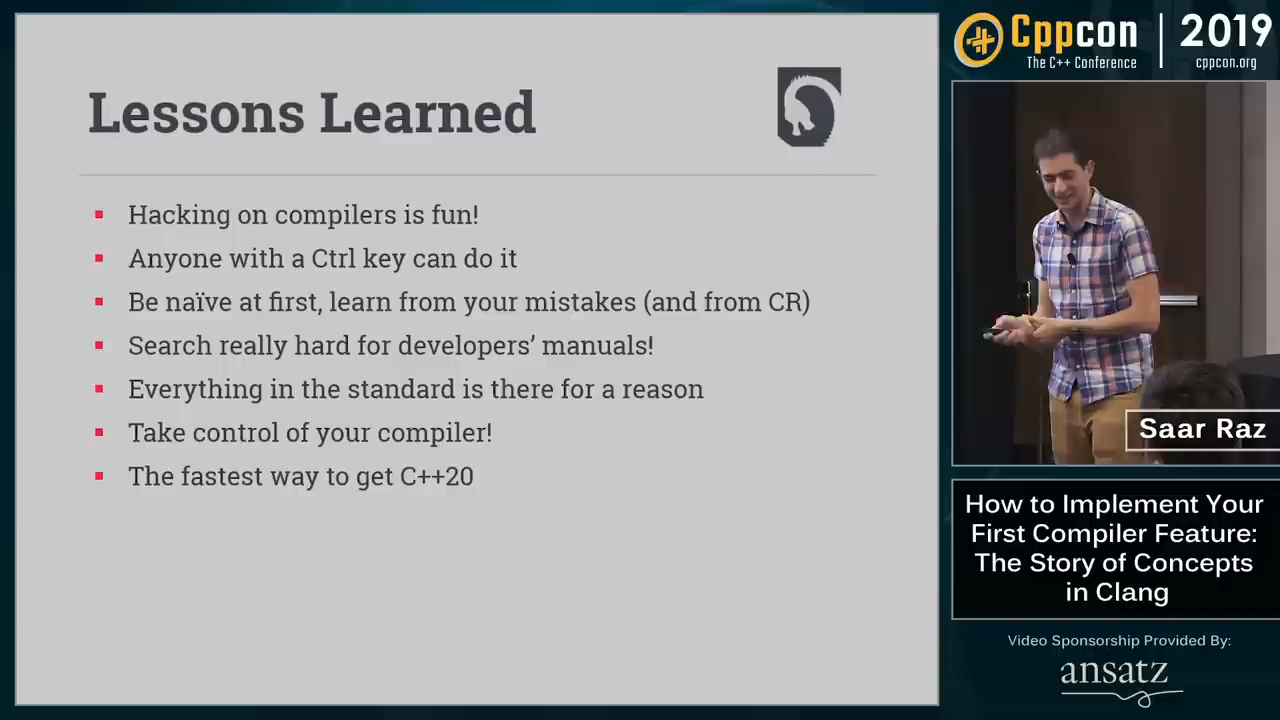 Lessons Learned
Hacking on compilers is fun!
Anyone with a Ctrl key can do it
Be naïve at first, learn from your mistakes (and from CR)
Search really hard for developers’ manuals!
Everything in the standard is there for a reason
Take control of your compiler!
The fastest way to get C++20
Cppcon
The C++ Conference
2019
cppcon.org
Saar Raz
How to Implement Your
First Compiler Feature:
The Story of Concepts
in Clang
Video Sponsorship Provided By:
ansatz